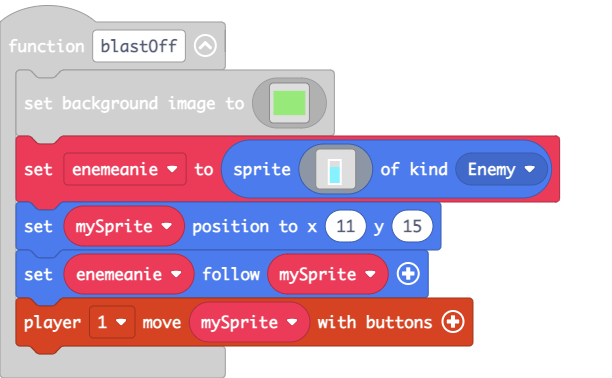 function blastOff
set background image to
set enemeanie to sprite of kind Enemy
set mySprite position to x 11 y 15
set enemeanie follow mySprite
player 1 move mySprite with buttons